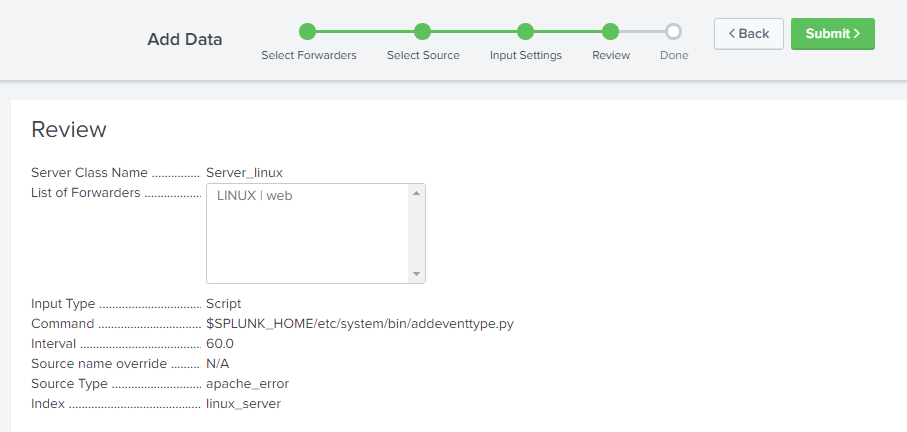 Add Data
Select Forwarders Select Source Input Settings Review Done
< Back Submit >
Review
Server Class Name ............... Server_linux
List of Forwarders .................. LINUX | web
Input Type .................................. Script
Command .................................. $SPLUNK_HOME/etc/system/bin/addeventtype.py
Interval ........................................ 60.0
Source name override ......... N/A
Source Type .............................. apache_error
Index ............................................ linux_server